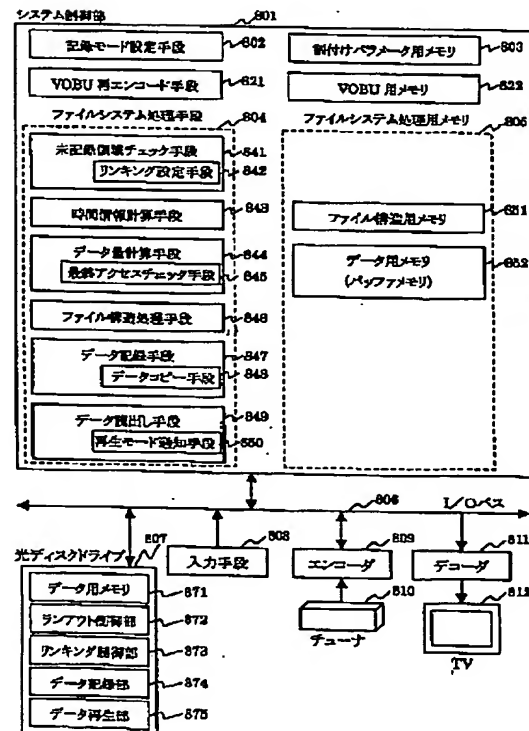 システム制御部
801
記録モード設定手段
802
割付けパラメータ用メモリ
803
VOBU 再エンコード手段
821
VOBU 用メモリ
822
ファイルシステム処理手段
804
ファイルシステム処理用メモリ
805
未記録領域チェック手段
841
リンキング設定手段
842
時間情報計算手段
843
データ量計算手段
844
最終アクセスチェック手段
845
ファイル構造処理手段
846
データ記録手段
847
データコピー手段
848
データ読出し手段
849
再生モード通知手段
850
ファイル構造用メモリ
851
データ用メモリ
(バッファメモリ)
852
806
I/Oバス
光ディスクドライブ
807
入力手段
808
エンコーダ
809
デコーダ
811
データ用メモリ
871
ランアウト制御部
872
リンキング制御部
873
データ記録部
874
データ再生部
875
810
チューナ
812
TV